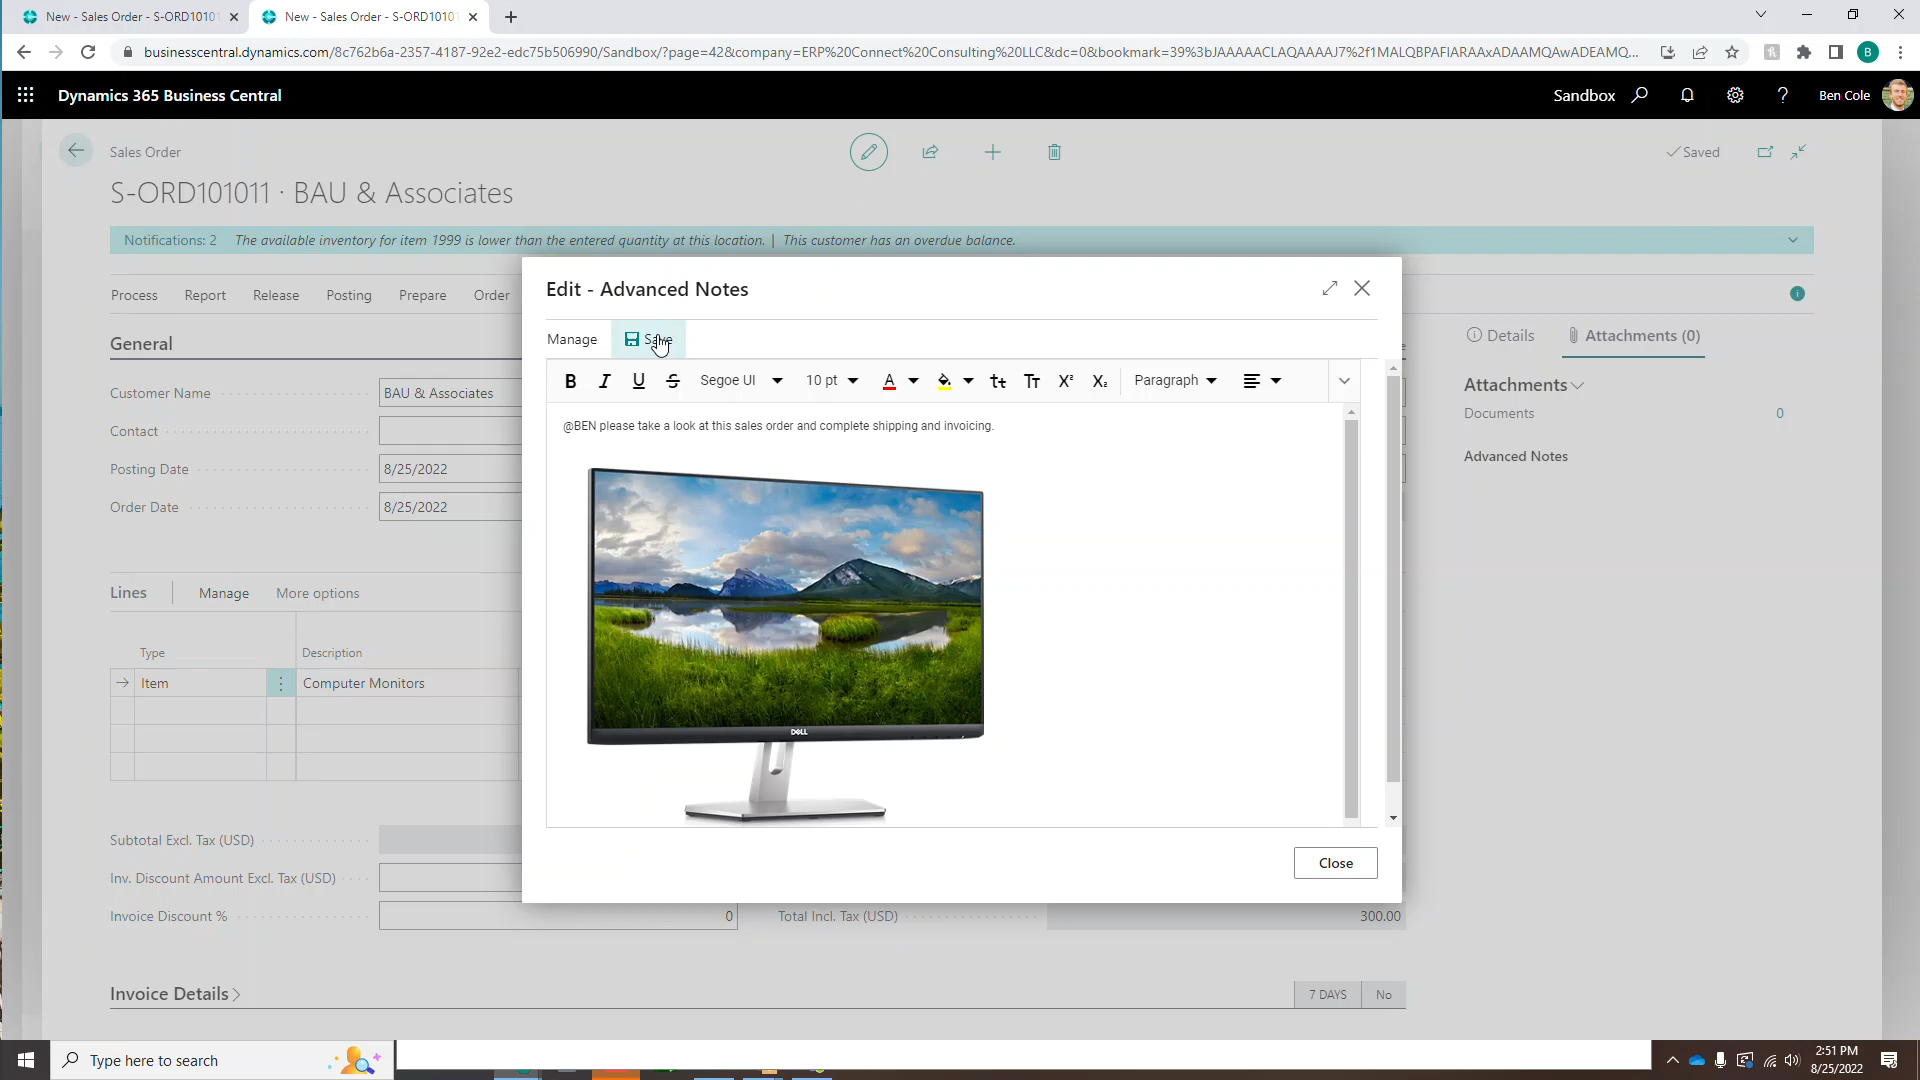 New - Sales Order - S-ORD10101
New - Sales Order - S-ORD10101
businesscentral.dynamics.com/8c762b6a-2357-4187-92e2-edc75b506990/Sandbox/?page=42&company=ERP%20Connect%20Consulting%20LLC&dc=0&bookmark=39%3bJAAAAACLAQAAAAJ7%2f1MALQBPAFIARAAxADAAMQAwADEAMQ...
B
Dynamics 365 Business Central
Sandbox
Ben Cole
Sales Order
Saved
S-ORD101011 · BAU & Associates
Notifications: 2 The available inventory for item 1999 is lower than the entered quantity at this location. | This customer has an overdue balance.
Process Report Release Posting Prepare Order
Edit - Advanced Notes
Manage Save
B I U S Segoe UI 10 pt A Paragraph
@BEN please take a look at this sales order and complete shipping and invoicing.
DELL
Close
General
Customer Name BAU & Associates
Contact
Posting Date 8/25/2022
Order Date 8/25/2022
Details Attachments (0)
Attachments
Documents 0
Advanced Notes
Lines Manage More options
Type Description
Item Computer Monitors
Subtotal Excl. Tax (USD)
Inv. Discount Amount Excl. Tax (USD)
Invoice Discount % 0 Total Incl. Tax (USD) 300.00
Invoice Details 7 DAYS No
Type here to search
2:51 PM
8/25/2022